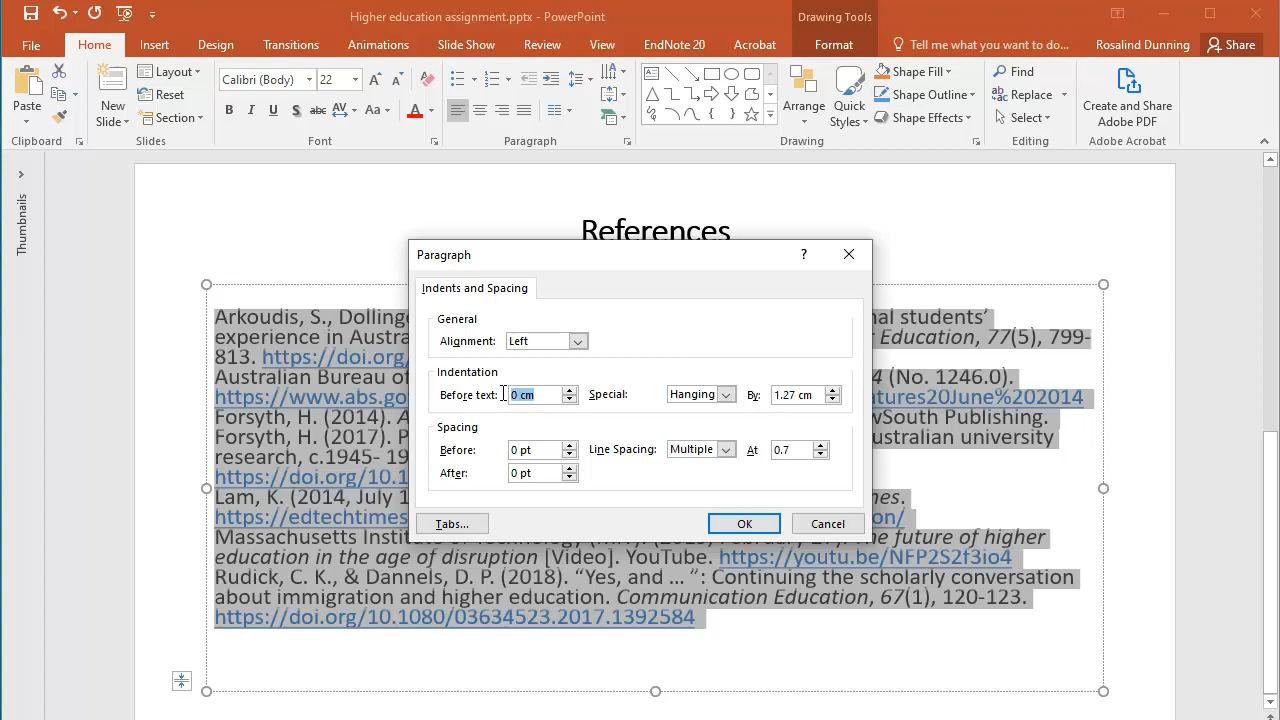 Higher education assignment.pptx - PowerPoint
Drawing Tools
File Home Insert Design Transitions Animations Slide Show Review View EndNote 20 Acrobat Format Tell me what you want to do... Rosalind Dunning Share
Paste
New Slide
Layout
Reset
Section
Calibri (Body) 22
B I U S abc AV Aa A
Arrange
Quick Styles
Shape Fill
Shape Outline
Shape Effects
Find
Replace
Select
Create and Share Adobe PDF
Clipboard Slides Font Paragraph Drawing Editing Adobe Acrobat
Thumbnails
References
Paragraph ?
Indents and Spacing
General
Alignment: Left
Indentation
Before text: 0 cm Special: Hanging By: 1.27 cm
Spacing
Before: 0 pt Line Spacing: Multiple At 0.7
After: 0 pt
Tabs... OK Cancel
Arkoudis, S., Dolling nal students’
experience in Austra r Education, 77(5), 799-
813. https://doi.org/
Australian Bureau of 4 (No. 1246.0).
https://www.abs.go atures20June%202014
Forsyth, H. (2014). A wSouth Publishing.
Forsyth, H. (2017). P australian university
research, c.1945- 19
https://doi.org/10.1
Lam, K. (2014, July 1 mes.
https://edtechtimes on/
Massachusetts Institute of Technology (MIT). The future of higher
education in the age of disruption [Video]. YouTube. https://youtu.be/NFP2S2f3io4
Rudick, C. K., & Dannels, D. P. (2018). “Yes, and … ”: Continuing the scholarly conversation
about immigration and higher education. Communication Education, 67(1), 120-123.
https://doi.org/10.1080/03634523.2017.1392584